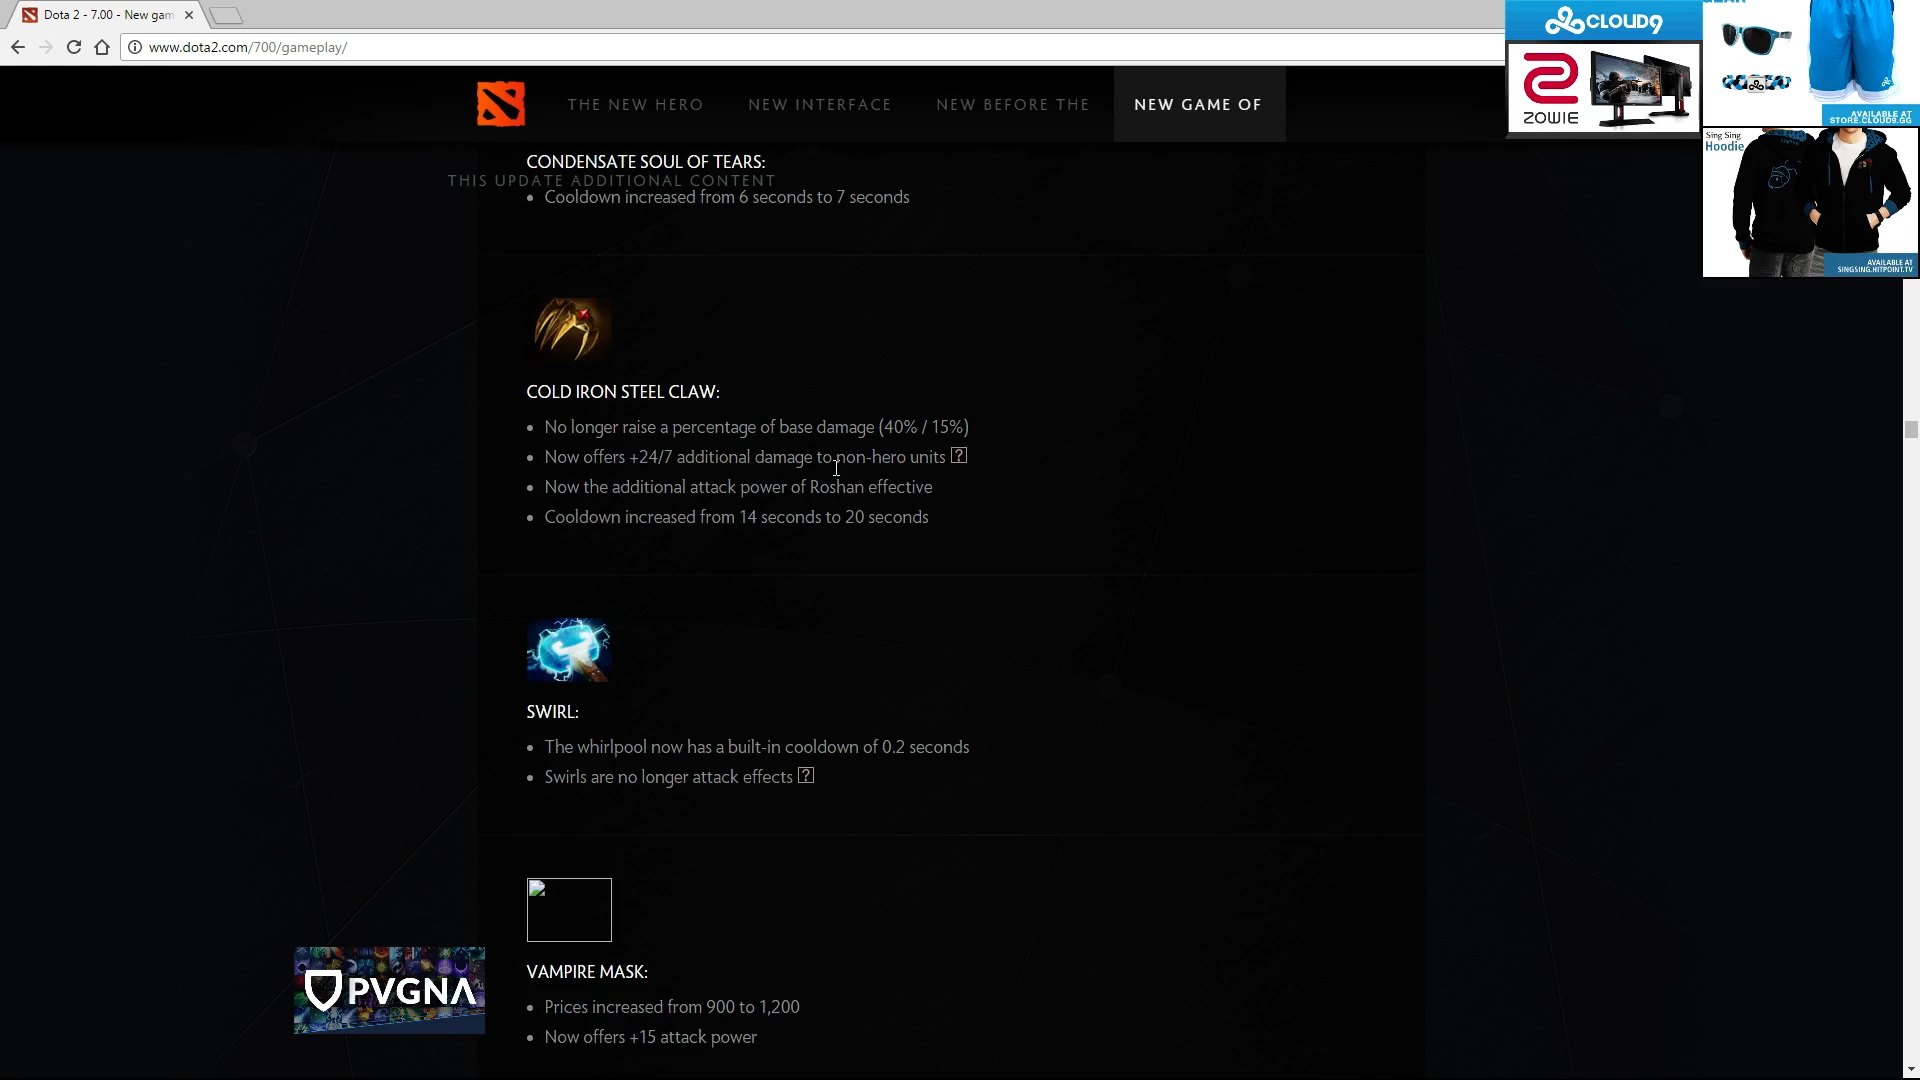 Dota 2 - 7.00 - New gam
www.dota2.com/700/gameplay/
THE NEW HERO
NEW INTERFACE
NEW BEFORE THE
NEW GAME OF
THIS UPDATE ADDITIONAL CONTENT
CLOUD9
ZOWIE
AVAILABLE AT
STORE.CLOUD9.GG
Sing Sing
Hoodie
AVAILABLE AT
SINGSING.HITPOINT.TV
CONDENSATE SOUL OF TEARS:
Cooldown increased from 6 seconds to 7 seconds
COLD IRON STEEL CLAW:
No longer raise a percentage of base damage (40% / 15%)
Now offers +24/7 additional damage to non-hero units ?
Now the additional attack power of Roshan effective
Cooldown increased from 14 seconds to 20 seconds
SWIRL:
The whirlpool now has a built-in cooldown of 0.2 seconds
Swirls are no longer attack effects ?
VAMPIRE MASK:
Prices increased from 900 to 1,200
Now offers +15 attack power
PVGNA